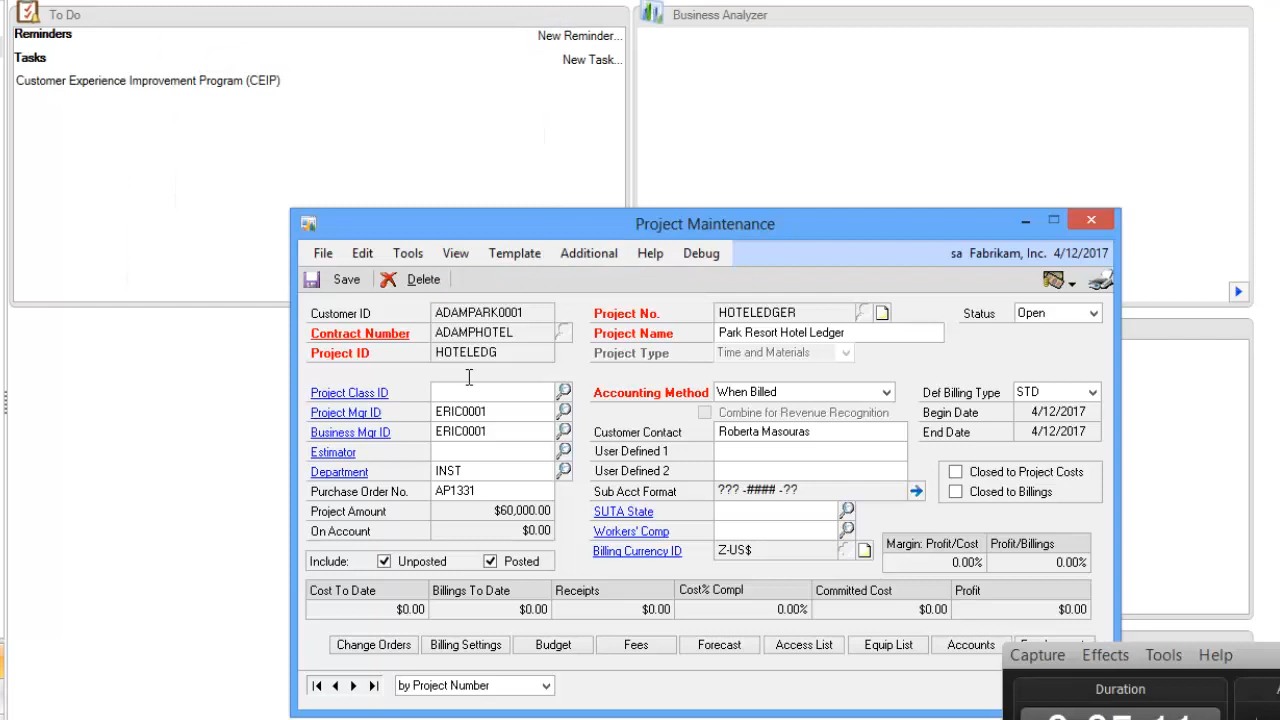 To Do
Business Analyzer
Reminders
New Reminder...
Tasks
New Task...
Customer Experience Improvement Program (CEIP)
Project Maintenance
File Edit Tools View Template Additional Help Debug
sa Fabrikam, Inc. 4/12/2017
Save Delete
Customer ID ADAMPARK0001 Project No. HOTELEDGER Status Open
Contract Number ADAMPHOTEL Project Name Park Resort Hotel Ledger
Project ID HOTELEDG Project Type Time and Materials
Project Class ID Accounting Method When Billed Def Billing Type STD
Project Mgr ID ERIC0001 Combine for Revenue Recognition Begin Date 4/12/2017
Business Mgr ID ERIC0001 Customer Contact Roberta Masouras End Date 4/12/2017
Estimator User Defined 1
Department INST User Defined 2 Closed to Project Costs
Purchase Order No. AP1331 Sub Acct Format ??? -#### -?? Closed to Billings
Project Amount $60,000.00 SUTA State
On Account $0.00 Workers' Comp
Billing Currency ID Z-US$ Margin: Profit/Cost Profit/Billings
Include: Unposted Posted 0.00% 0.00%
Cost To Date Billings To Date Receipts Cost% Compl Committed Cost Profit
$0.00 $0.00 $0.00 0.00% $0.00 $0.00
Change Orders Billing Settings Budget Fees Forecast Access List Equip List Accounts
by Project Number
Capture Effects Tools Help
Duration